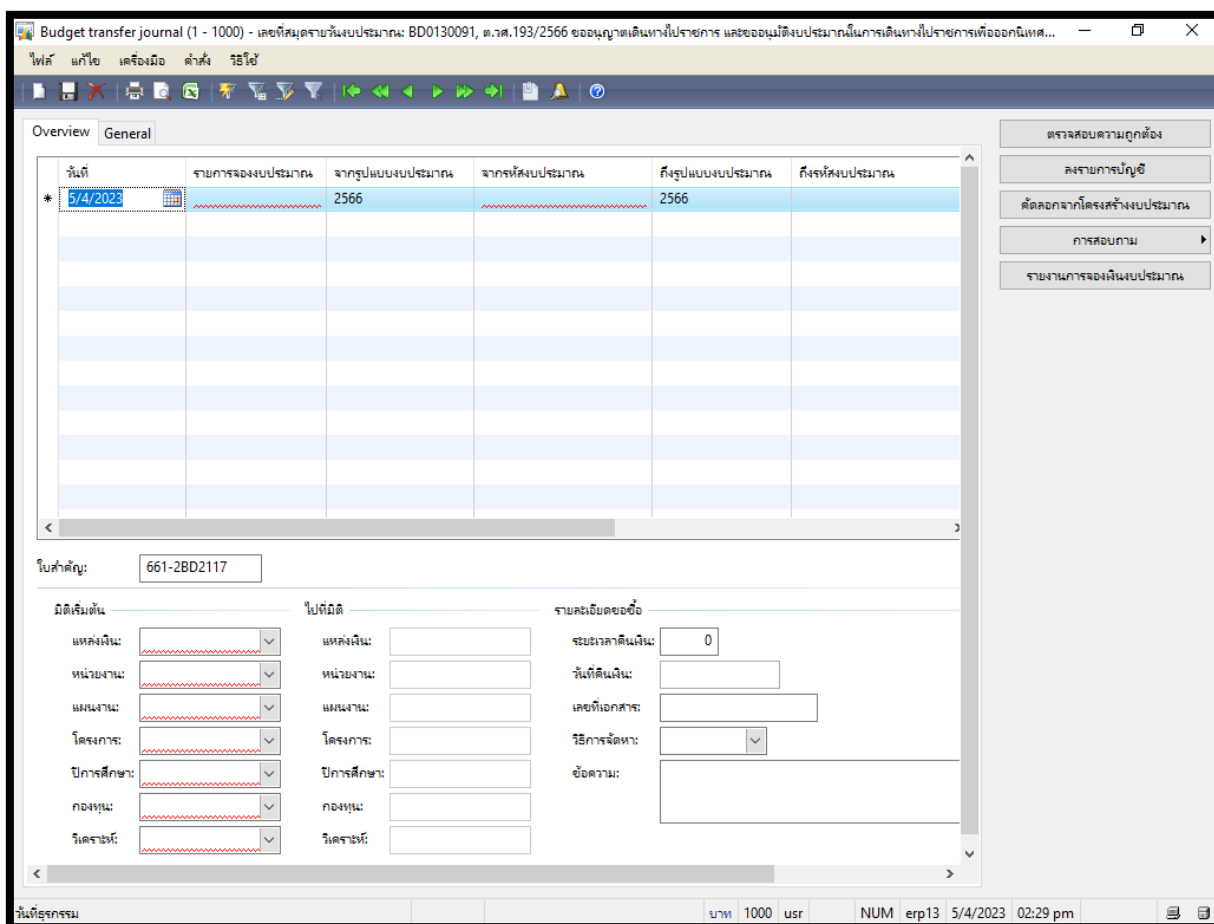 Budget transfer journal (1 - 1000) - เลขที่สมุดรายวันงบประมาณ: BD0130091, ต.วศ.193/2566 ขออนุญาตเดินทางไปราชการ และขออนุมัติงบประมาณในการเดินทางไปราชการเพื่อออกนิเทศ...
ไฟล์ แก้ไข เครื่องมือ คำสั่ง วิธีใช้
Overview General
ตรวจสอบความถูกต้อง
วันที่ รายการจองงบประมาณ จากรูปแบบงบประมาณ จากรหัสงบประมาณ ถึงรูปแบบงบประมาณ ถึงรหัสงบประมาณ
ลงรายการบัญชี
* 5/4/2023 2566 2566
คัดลอกจากโครงสร้างงบประมาณ
การสอบถาม
รายงานการจองเงินงบประมาณ
ใบสำคัญ: 661-2BD2117
มิติเริ่มต้น ไปที่มิติ รายละเอียดขอซื้อ
แหล่งเงิน: แหล่งเงิน: ระยะเวลาคืนเงิน: 0
หน่วยงาน: หน่วยงาน: วันที่คืนเงิน:
แผนงาน: แผนงาน: เลขที่เอกสาร:
โครงการ: โครงการ: วิธีการจัดหา:
ปีการศึกษา: ปีการศึกษา: ข้อความ:
กองทุน: กองทุน:
วิเคราะห์: วิเคราะห์:
วันที่ธุรกรรม บาท 1000 usr NUM erp13 5/4/2023 02:29 pm